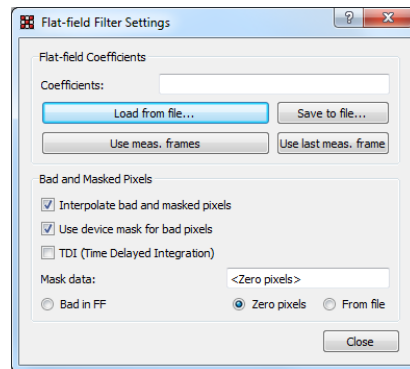 Flat-field Filter Settings
Flat-field Coefficients
Coefficients:
Load from file... Save to file...
Use meas. frames Use last meas. frame
Bad and Masked Pixels
Interpolate bad and masked pixels
Use device mask for bad pixels
TDI (Time Delayed Integration)
Mask data: <Zero pixels>
Bad in FF Zero pixels From file
Close